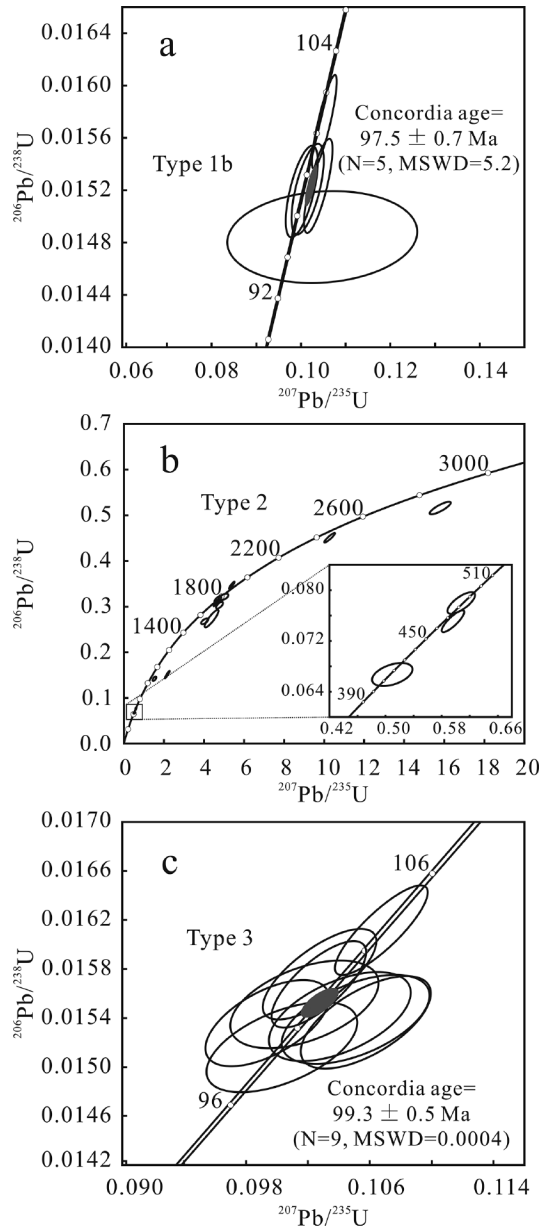 a
0.0164
0.0160
0.0156
0.0152
0.0148
0.0144
0.0140
104
Concordia age=
97.5 ± 0.7 Ma
(N=5, MSWD=5.2)
Type 1b
92
²⁰⁶Pb/²³⁸U
0.06 0.08 0.10 0.12 0.14
²⁰⁷Pb/²³⁵U
b
0.7
0.6
0.5
0.4
0.3
0.2
0.1
0.0
3000
Type 2
2600
2200
1800
1400
²⁰⁶Pb/²³⁸U
0.080
0.072
0.064
510
450
390
0.42 0.50 0.58 0.66
0 2 4 6 8 10 12 14 16 18 20
²⁰⁷Pb/²³⁵U
c
0.0170
0.0166
0.0162
0.0156
0.0154
0.0150
0.0146
0.0142
106
Type 3
96
Concordia age=
99.3 ± 0.5 Ma
(N=9, MSWD=0.0004)
²⁰⁶Pb/²³⁸U
0.090 0.098 0.106 0.114
²⁰⁷Pb/²³⁵U